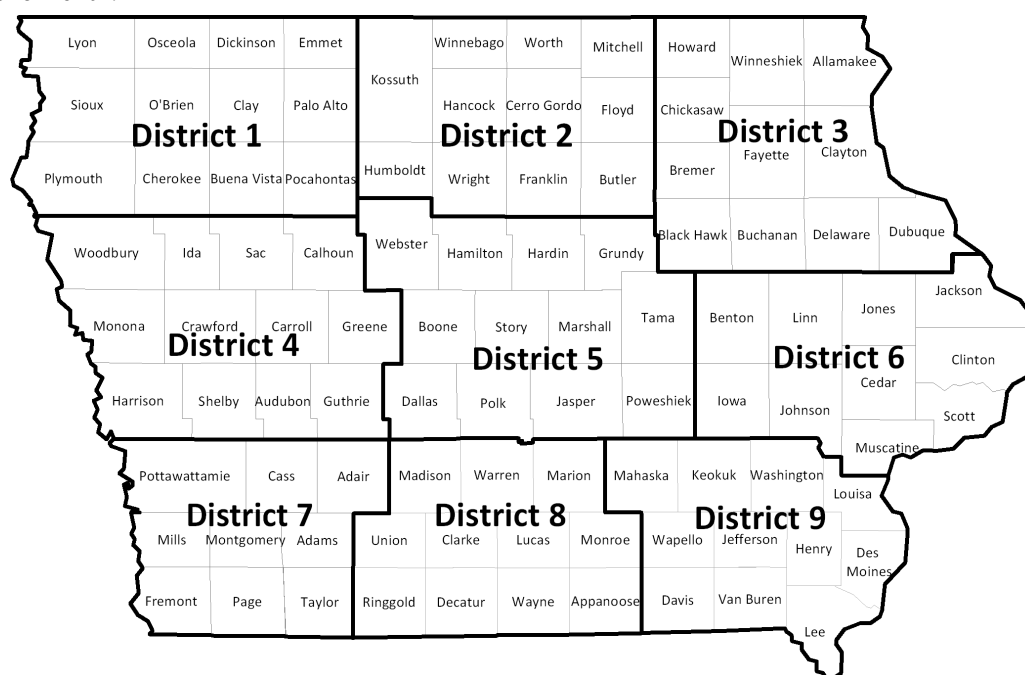 Lyon Osceola Dickinson Emmet
Sioux O'Brien Clay Palo Alto
District 1
Plymouth Cherokee Buena Vista Pocahontas
Kossuth Winnebago Worth Mitchell
Hancock Cerro Gordo Floyd
District 2
Humboldt Wright Franklin Butler
Howard Winneshiek Allamakee
Chickasaw
District 3
Bremer Fayette Clayton
Black Hawk Buchanan Delaware Dubuque
Woodbury Ida Sac Calhoun
Monona Crawford Carroll Greene
District 4
Harrison Shelby Audubon Guthrie
Webster Hamilton Hardin Grundy
Boone Story Marshall Tama
District 5
Dallas Polk Jasper Poweshiek
Benton Linn Jones Jackson
District 6
Clinton
Cedar
Iowa Johnson Scott
Muscatine
Pottawattamie Cass Adair
District 7
Mills Montgomery Adams
Fremont Page Taylor
Madison Warren Marion
District 8
Union Clarke Lucas Monroe
Ringgold Decatur Wayne Appanoose
Mahaska Keokuk Washington Louisa
District 9
Wapello Jefferson Henry
Des
Moines
Davis Van Buren Lee